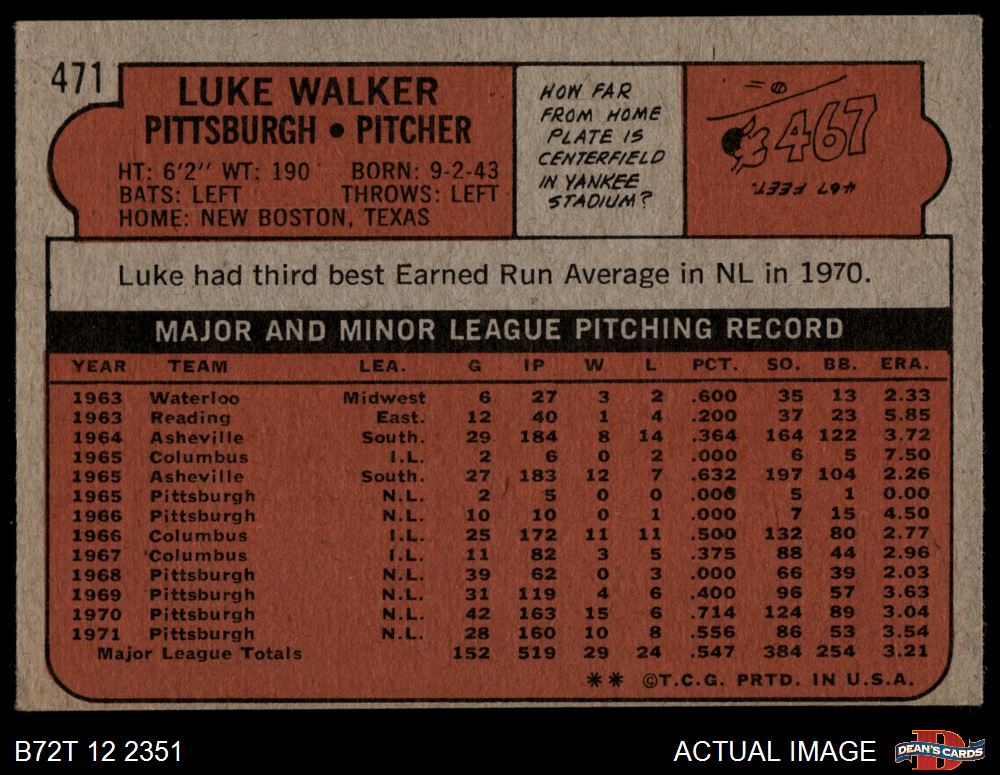 471
LUKE WALKER
PITTSBURGH • PITCHER
HT: 6'2" WT: 190 BORN: 9-2-43
BATS: LEFT THROWS: LEFT
HOME: NEW BOSTON, TEXAS
HOW FAR
FROM HOME
PLATE IS
CENTERFIELD
IN YANKEE
STADIUM?
467
467 FEET.
Luke had third best Earned Run Average in NL in 1970.
MAJOR AND MINOR LEAGUE PITCHING RECORD
YEAR TEAM LEA. G IP W L PCT. SO. BB. ERA.
1963 Waterloo Midwest 6 27 3 2 .600 35 13 2.33
1963 Reading East. 12 40 1 4 .200 37 23 5.85
1964 Asheville South. 29 184 8 14 .364 164 122 3.72
1965 Columbus I.L. 2 6 0 2 .000 6 5 7.50
1965 Asheville South. 27 183 12 7 .632 197 104 2.26
1965 Pittsburgh N.L. 2 5 0 0 .000 5 1 0.00
1966 Pittsburgh N.L. 10 10 0 1 .000 7 15 4.50
1966 Columbus I.L. 25 172 11 11 .500 132 80 2.77
1967 Columbus I.L. 11 82 3 5 .375 88 44 2.96
1968 Pittsburgh N.L. 39 62 0 3 .000 66 39 2.03
1969 Pittsburgh N.L. 31 119 4 6 .400 96 57 3.63
1970 Pittsburgh N.L. 42 163 15 6 .714 124 89 3.04
1971 Pittsburgh N.L. 28 160 10 8 .556 86 53 3.54
Major League Totals 152 519 29 24 .547 384 254 3.21
** ©T.C.G. PRTD. IN U.S.A.
B72T 12 2351 ACTUAL IMAGE DEAN'S CARDS